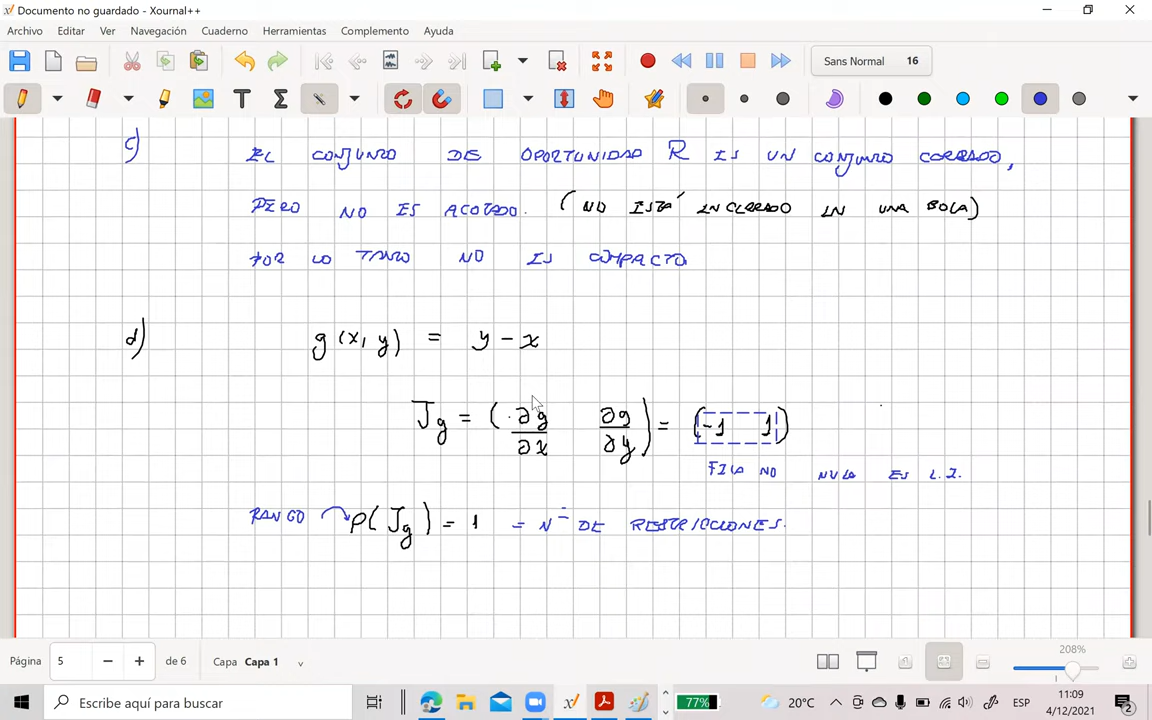 Documento no guardado - Xournal++
Archivo Editar Ver Navegación Cuaderno Herramientas Complemento Ayuda
Sans Normal 16
c) EL CONJUNTO DE OPORTUNIDAD R ES UN CONJUNTO CERRADO,
PERO NO ES ACOTADO. (NO ESTÁ INCLUIDO EN UNA BOLA)
POR LO TANTO NO ES COMPACTO
d) g(x,y) = y - x
Jg = (∂g/∂x ∂g/∂y) = (-1 1)
FILA NO NULA ES L.I.
RANGO ρ(Jg) = 1 = Nº DE RESTRICCIONES.
Página 5 de 6 Capa Capa 1 208%
Escribe aquí para buscar 77% 20°C ESP 11:09
4/12/2021 2